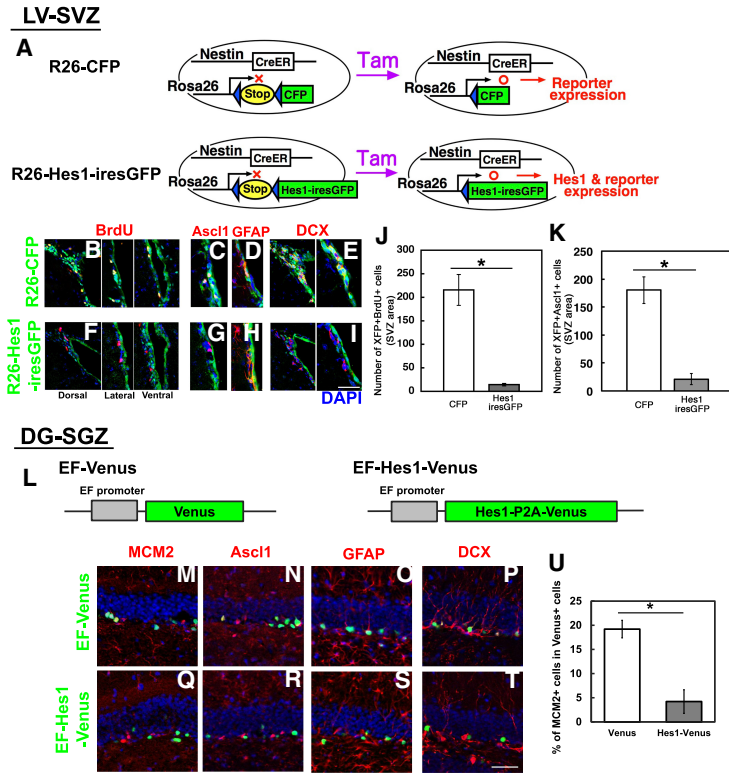 LV-SVZ
A
R26-CFP
Nestin
CreER
Rosa26
Stop
CFP
Tam
Nestin
CreER
Rosa26
CFP
Reporter
expression
R26-Hes1-iresGFP
Nestin
CreER
Rosa26
Stop
Hes1-iresGFP
Tam
Nestin
CreER
Rosa26
Hes1-iresGFP
Hes1 & reporter
expression
BrdU
Ascl1
GFAP
DCX
R26-CFP
B
C
D
E
R26-Hes1
-iresGFP
F
G
H
I
Dorsal
Lateral
Ventral
DAPI
J
Number of XFP+BrdU+ cells
(SVZ area)
300
250
200
150
100
50
0
*
CFP
Hes1
iresGFP
K
Number of XFP+Ascl1+ cells
(SVZ area)
250
200
150
100
50
0
*
CFP
Hes1
iresGFP
DG-SGZ
L
EF-Venus
EF promoter
Venus
EF-Hes1-Venus
EF promoter
Hes1-P2A-Venus
MCM2
Ascl1
GFAP
DCX
EF-Venus
M
N
O
P
EF-Hes1
-Venus
Q
R
S
T
U
% of MCM2+ cells in Venus+ cells
25
20
15
10
5
0
*
Venus
Hes1-Venus